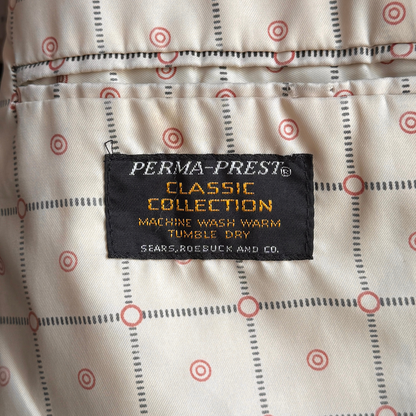 PERMA-PREST®
CLASSIC
COLLECTION
MACHINE WASH WARM
TUMBLE DRY
SEARS, ROEBUCK AND CO.